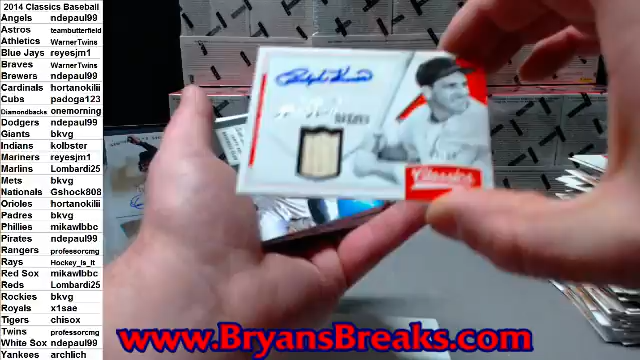 2014 Classics Baseball
Angels ndepaul99
Astros teambutterfield
Athletics WarnerTwins
Blue Jays reyesjm1
Braves WarnerTwins
Brewers ndepaul99
Cardinals hortanokilii
Cubs padoga123
Diamondbacks onemorning
Dodgers ndepaul99
Giants bkvg
Indians kolbster
Mariners reyesjm1
Marlins Lombardi25
Mets bkvg
Nationals Gshock808
Orioles hortanokilii
Padres bkvg
Phillies mikawlbbc
Pirates ndepaul99
Rangers professorcmg
Rays Hockey_is_it
Red Sox mikawlbbc
Reds Lombardi25
Rockies bkvg
Royals x1sae
Tigers chisox
Twins professorcmg
White Sox ndepaul99
Yankees archlich
Classics
www.BryansBreaks.com